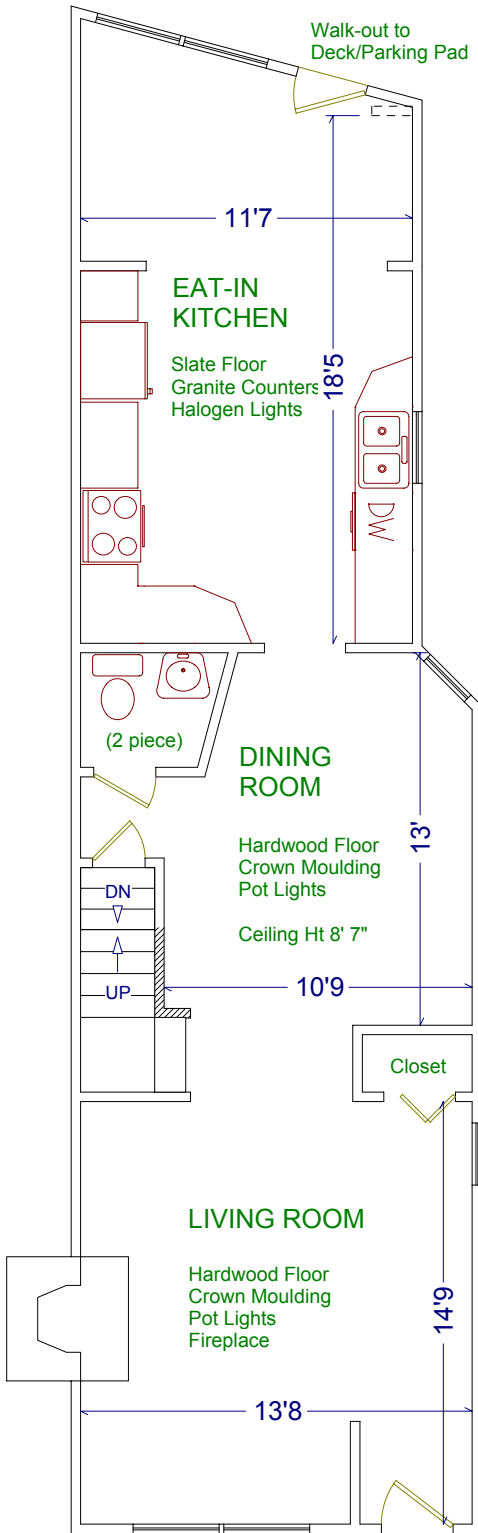 Walk-out to
Deck/Parking Pad
11'7
EAT-IN
KITCHEN
18'5
Slate Floor
Granite Counters
Halogen Lights
DW
(2 piece)
DINING
ROOM
13'
Hardwood Floor
Crown Moulding
Pot Lights
Ceiling Ht 8' 7"
DN
UP
10'9
Closet
LIVING ROOM
Hardwood Floor
Crown Moulding
Pot Lights
Fireplace
14'9
13'8